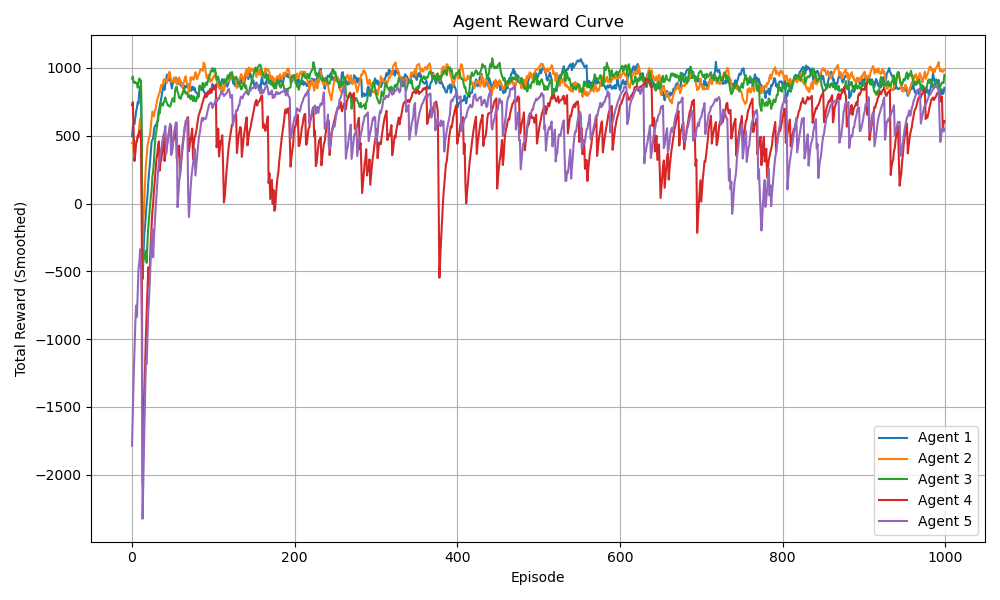 Agent Reward Curve
Total Reward (Smoothed)
1000
500
0
−500
−1000
−1500
−2000
0 200 400 600 800 1000
Episode
Agent 1
Agent 2
Agent 3
Agent 4
Agent 5